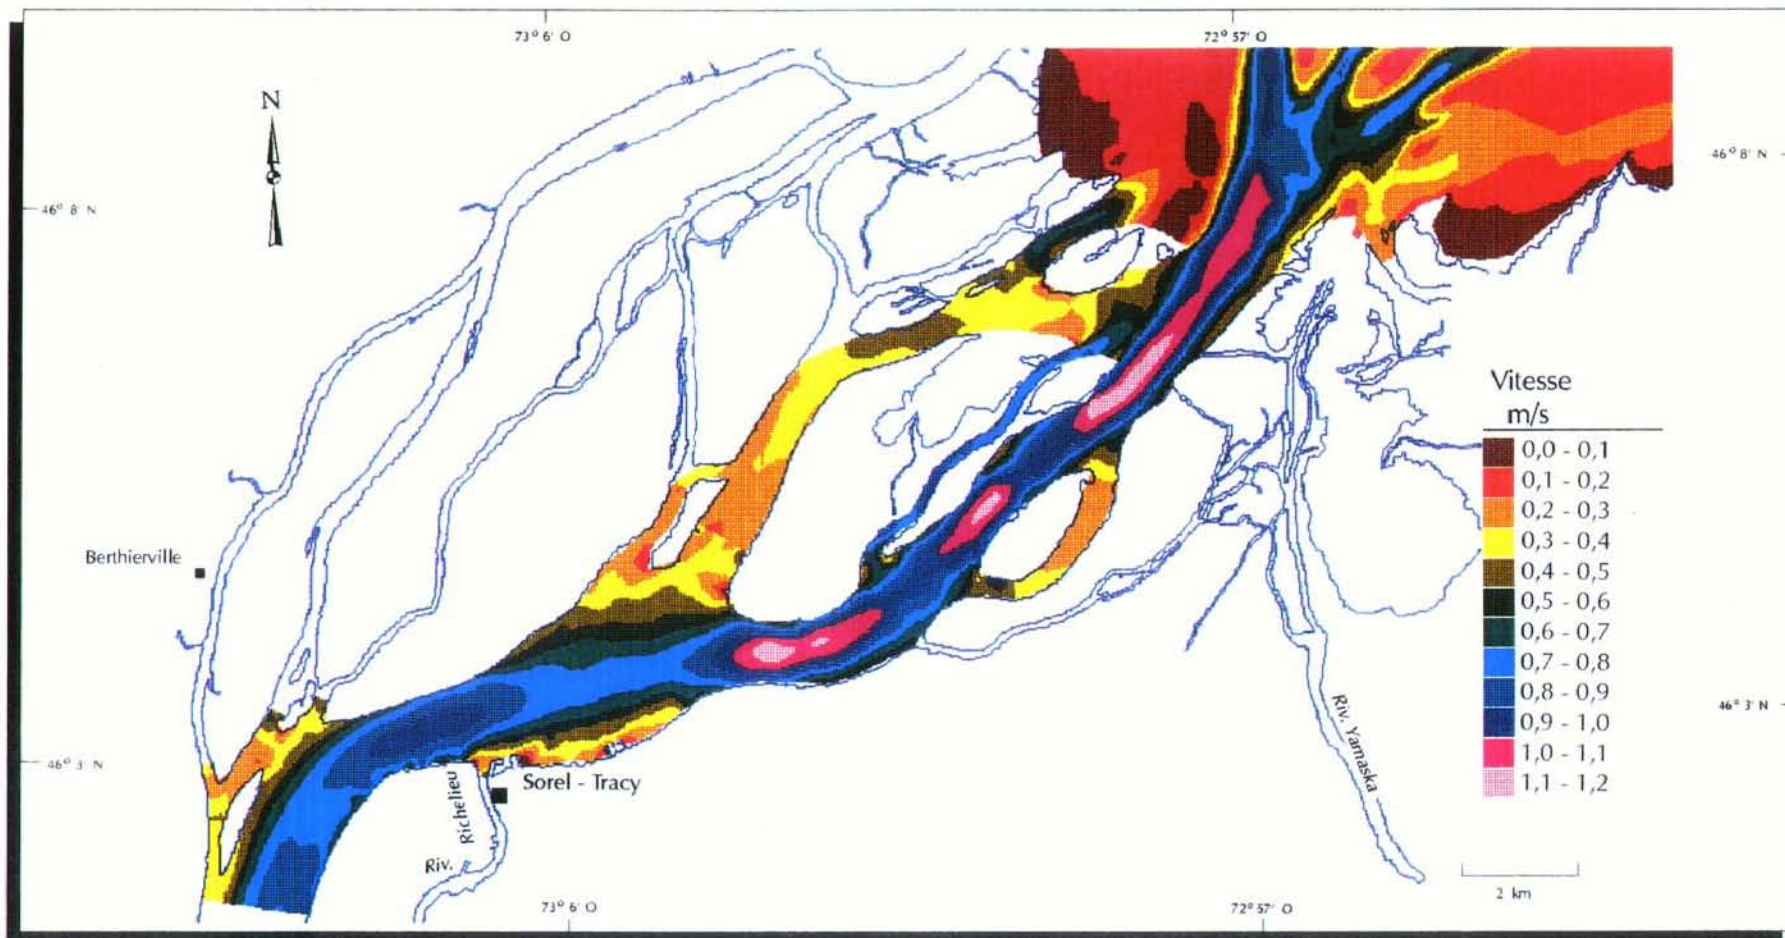 73° 6' O
72° 57' O
N
46° 8' N
46° 8' N
Berthierville
Vitesse
m/s
0,0 - 0,1
0,1 - 0,2
0,2 - 0,3
0,3 - 0,4
0,4 - 0,5
0,5 - 0,6
0,6 - 0,7
0,7 - 0,8
0,8 - 0,9
0,9 - 1,0
1,0 - 1,1
1,1 - 1,2
46° 3' N
46° 3' N
Sorel - Tracy
Riv. Richelieu
Riv. Yamaska
2 km
73° 6' O
72° 57' O